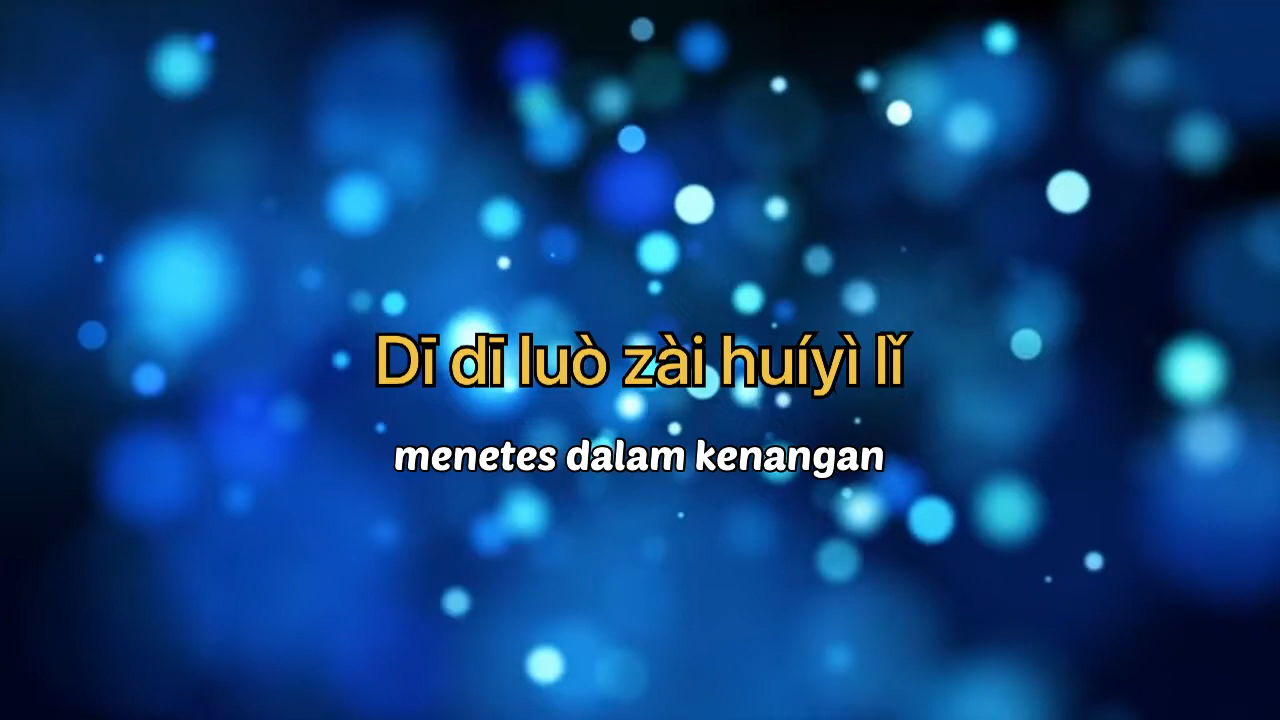 Dī dī luò zài huíyì lǐ
menetes dalam kenangan